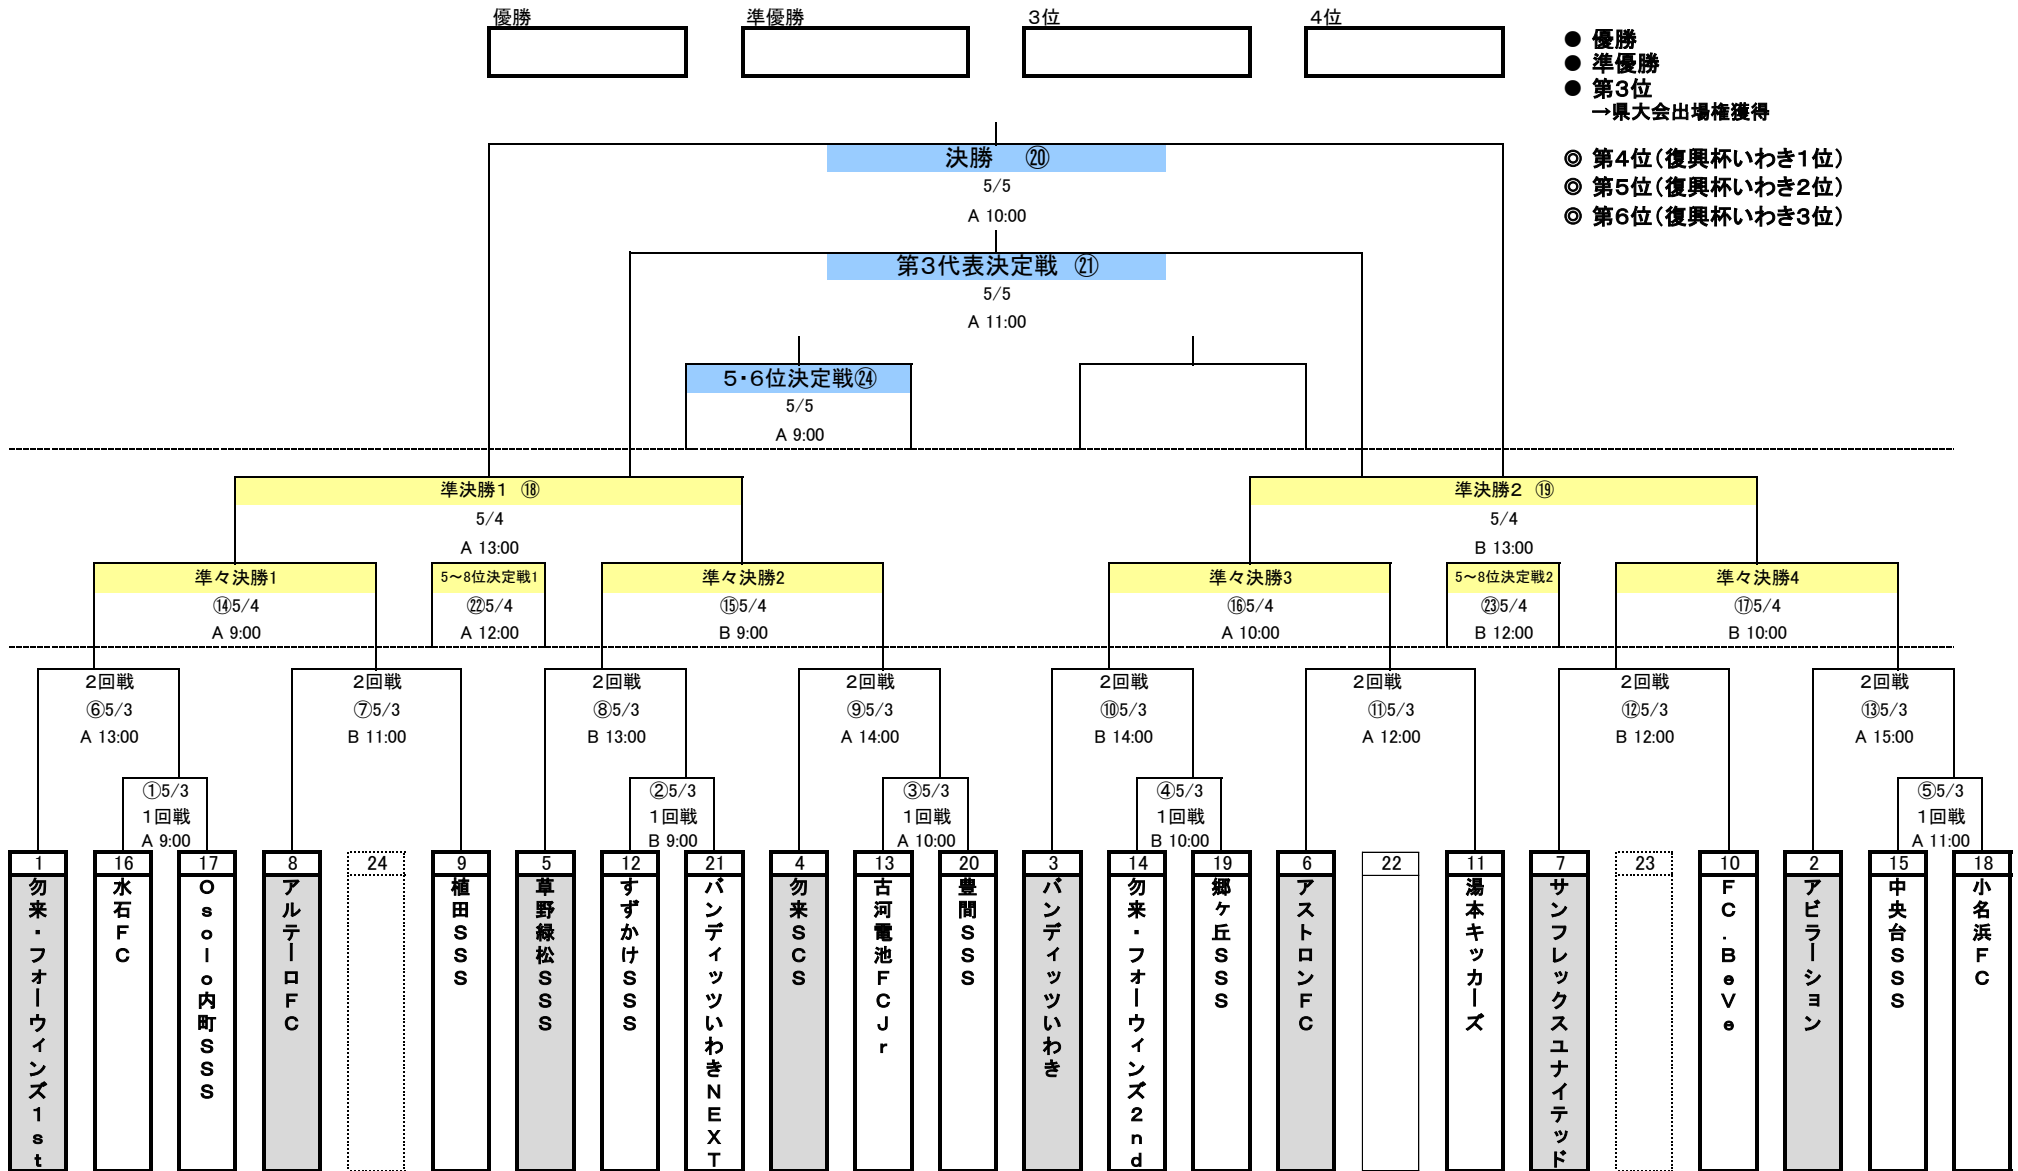 優勝
準優勝
3位
4位
● 優勝
● 準優勝
● 第3位
→県大会出場権獲得
◎ 第4位(復興杯いわき1位)
◎ 第5位(復興杯いわき2位)
◎ 第6位(復興杯いわき3位)
決勝 ⑳
5/5
A 10:00
第3代表決定戦 ㉑
5/5
A 11:00
5・6位決定戦㉔
5/5
A 9:00
準決勝1 ⑱
5/4
A 13:00
準決勝2 ⑲
5/4
B 13:00
準々決勝1
⑭5/4
A 9:00
5～8位決定戦1
㉒5/4
A 12:00
準々決勝2
⑮5/4
B 9:00
準々決勝3
⑯5/4
A 10:00
5～8位決定戦2
㉓5/4
B 12:00
準々決勝4
⑰5/4
B 10:00
2回戦
⑥5/3
A 13:00
2回戦
⑦5/3
B 11:00
2回戦
⑧5/3
B 13:00
2回戦
⑨5/3
A 14:00
2回戦
⑩5/3
B 14:00
2回戦
⑪5/3
A 12:00
2回戦
⑫5/3
B 12:00
2回戦
⑬5/3
A 15:00
①5/3
1回戦
A 9:00
②5/3
1回戦
B 9:00
③5/3
1回戦
A 10:00
④5/3
1回戦
B 10:00
⑤5/3
1回戦
A 11:00
1
勿来・フォーウィンズ1st
16
水石FC
17
Osolo内町SSS
8
アルテーロFC
24
9
植田SSS
5
草野緑松SSS
12
すずかけSSS
21
バンディッツいわきNEXT
4
勿来SCS
13
古河電池FCJr
20
豊間SSS
3
バンディッツいわき
14
勿来・フォーウィンズ2nd
19
郷ヶ丘SSS
6
アストロンFC
22
11
湯本キッカーズ
7
サンフレックスユナイテッド
23
10
FC.BeVe
2
アビラーション
15
中央台SSS
18
小名浜FC